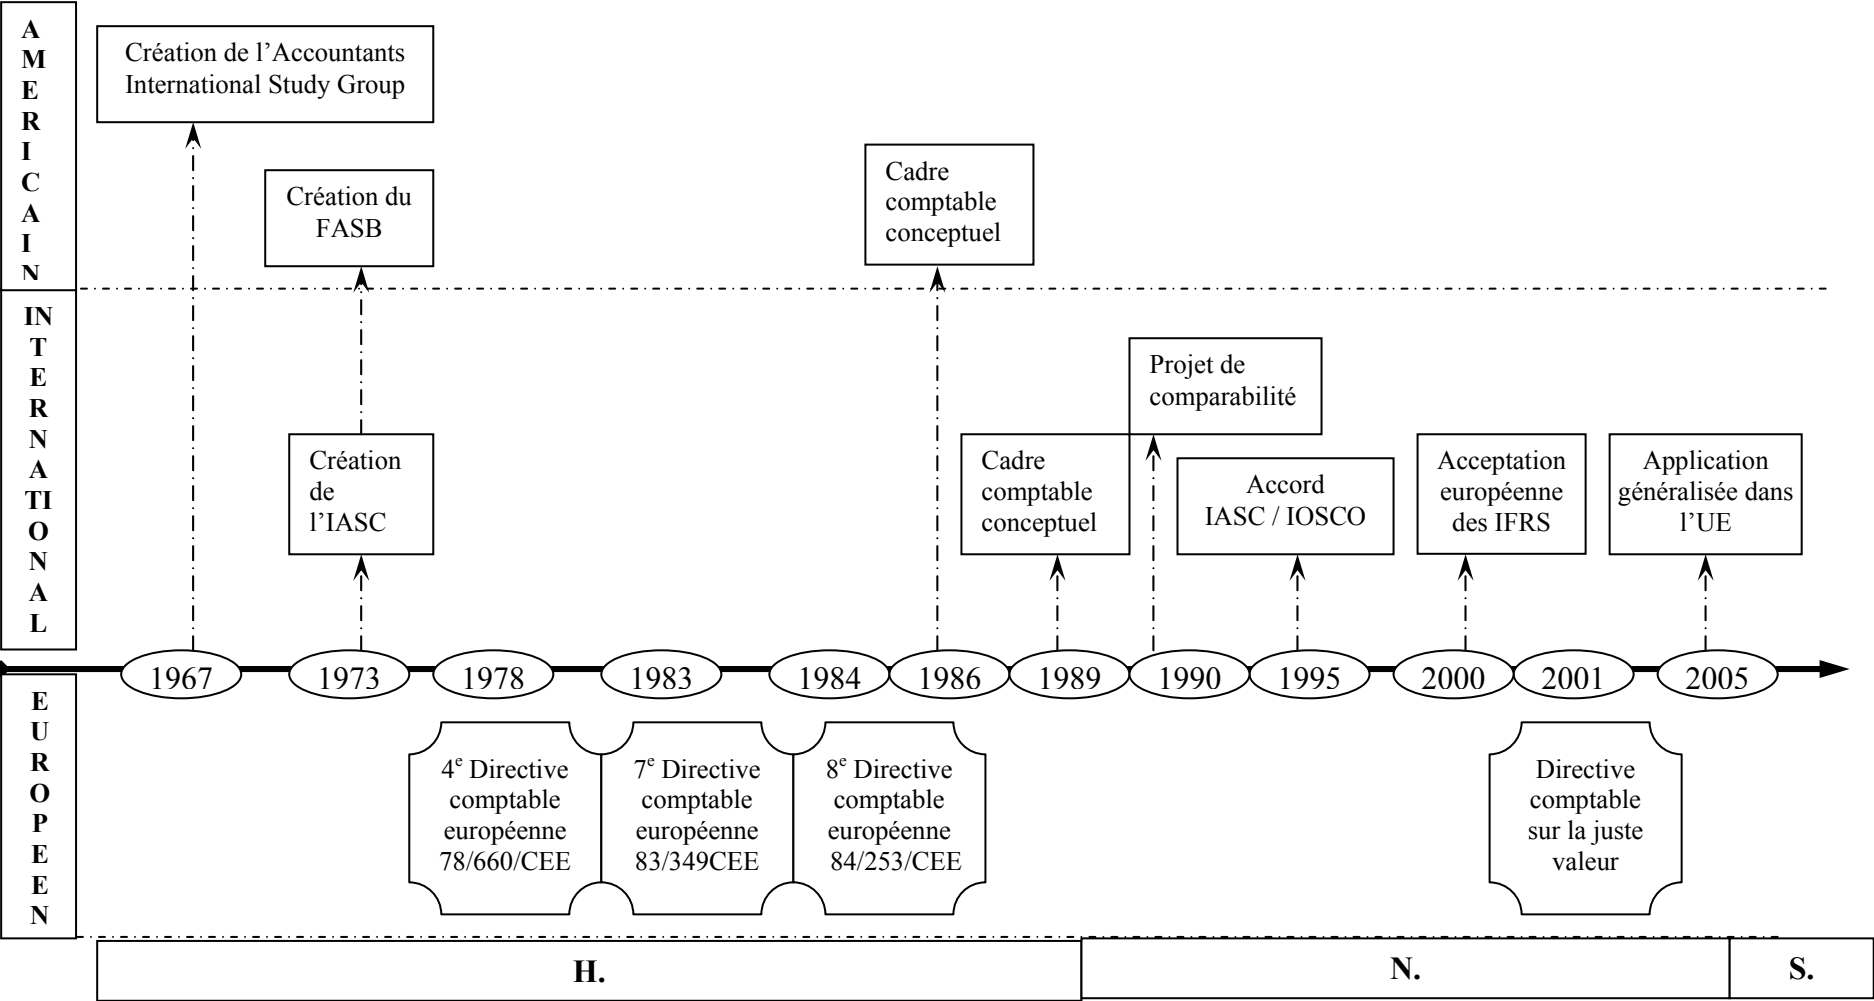 A
M
E
R
I
C
A
I
N
Création de l’Accountants
International Study Group
Création du
FASB
Cadre
comptable
conceptuel
IN
T
E
R
N
A
TI
O
N
A
L
Création
de
l’IASC
Cadre
comptable
conceptuel
Projet de
comparabilité
Accord
IASC / IOSCO
Acceptation
européenne
des IFRS
Application
généralisée dans
l’UE
1967
1973
1978
1983
1984
1986
1989
1990
1995
2000
2001
2005
E
U
R
O
P
E
E
N
4e Directive
comptable
européenne
78/660/CEE
7e Directive
comptable
européenne
83/349CEE
8e Directive
comptable
européenne
84/253/CEE
Directive
comptable
sur la juste
valeur
H.
N.
S.